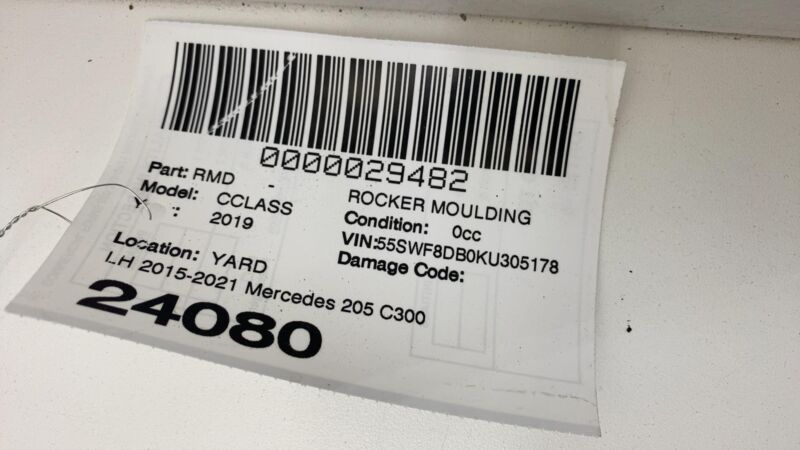 0000029482
Part: RMD - ROCKER MOULDING
Model: CCLASS Condition: 0cc
: 2019 VIN:55SWF8DB0KU305178
Location: YARD Damage Code:
LH 2015-2021 Mercedes 205 C300
24080